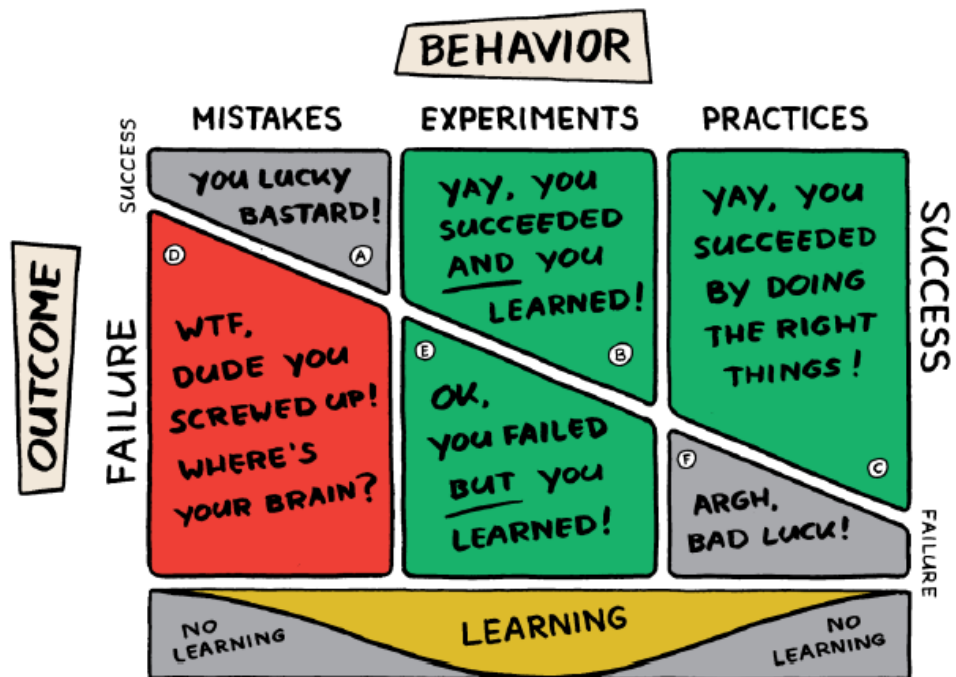 BEHAVIOR
MISTAKES
EXPERIMENTS
PRACTICES
OUTCOME
SUCCESS
FAILURE
YOU LUCKY
BASTARD!
A
YAY, YOU
SUCCEEDED
AND YOU
LEARNED!
B
YAY, YOU
SUCCEEDED
BY DOING
THE RIGHT
THINGS!
C
SUCCESS
FAILURE
D
WTF,
DUDE YOU
SCREWED UP!
WHERE'S
YOUR BRAIN?
E
OK,
YOU FAILED
BUT YOU
LEARNED!
F
ARGH,
BAD LUCK!
NO
LEARNING
LEARNING
NO
LEARNING